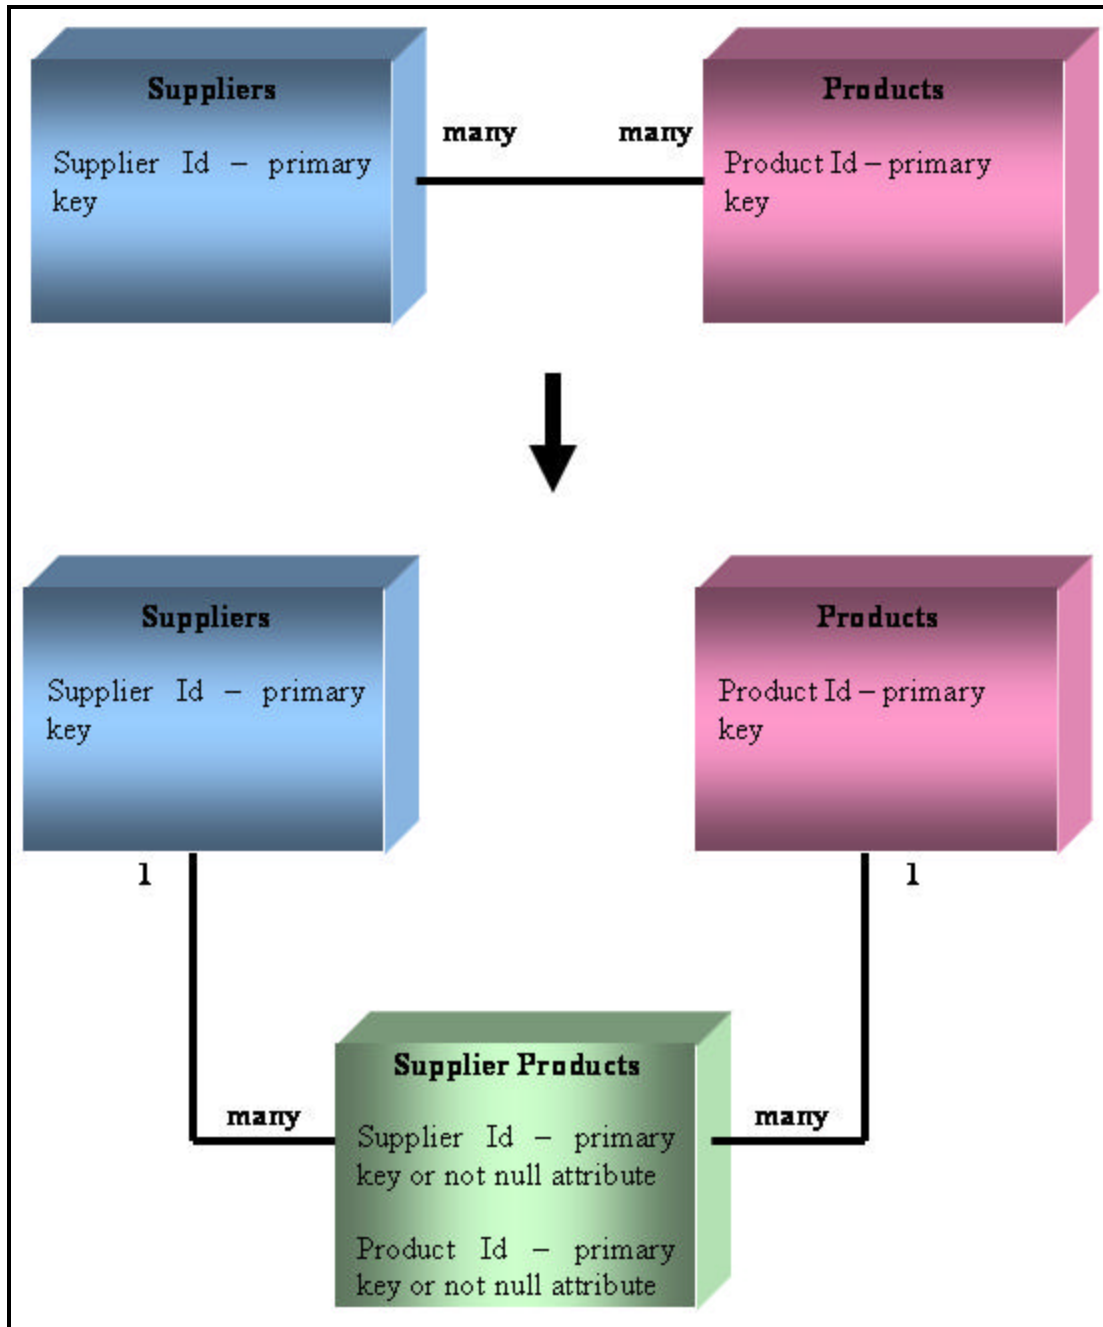 Suppliers
Supplier Id – primary
key
many
many
Products
Product Id – primary
key
Suppliers
Supplier Id – primary
key
1
Products
Product Id – primary
key
1
many
Supplier Products
Supplier Id – primary
key or not null attribute
Product Id – primary
key or not null attribute
many